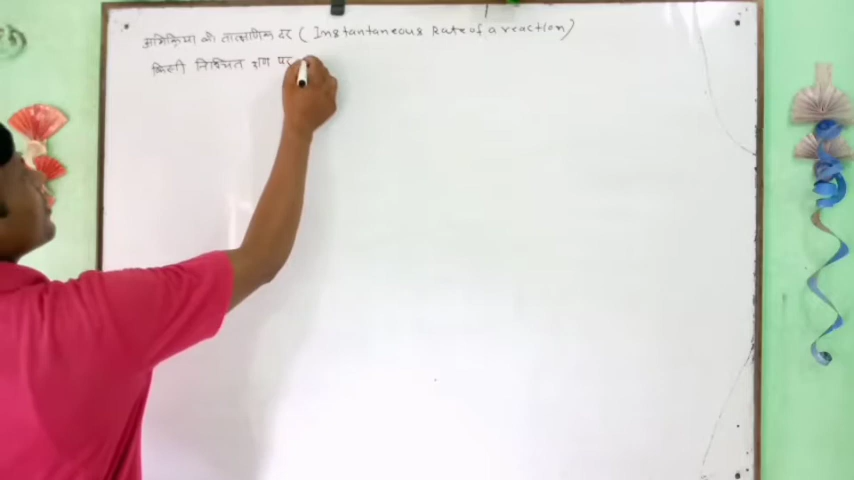 अभिक्रिया की तात्क्षणिक दर ( Instantaneous Rate of a reaction)
किसी निश्चित क्षण पर